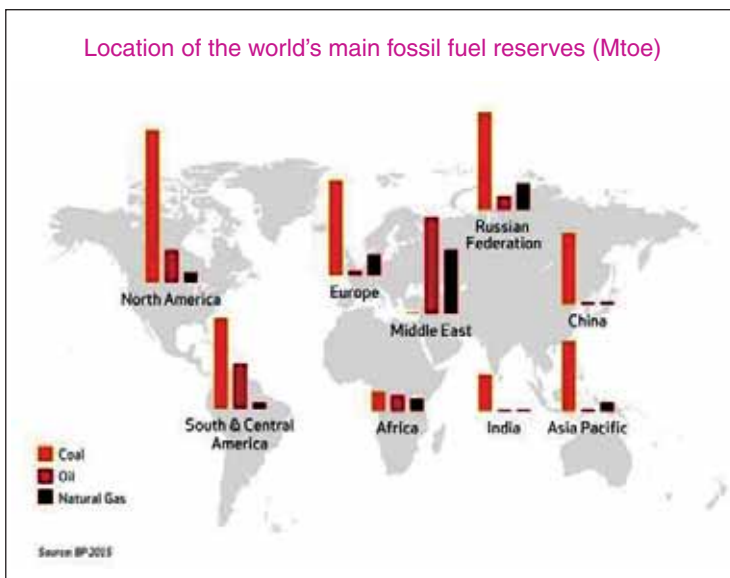 Location of the world's main fossil fuel reserves (Mtoe)
Russian
Federation
North America
Europe
Middle East
China
South & Central
America
Africa
India
Asia Pacific
Coal
Oil
Natural Gas
Source: BP 2015